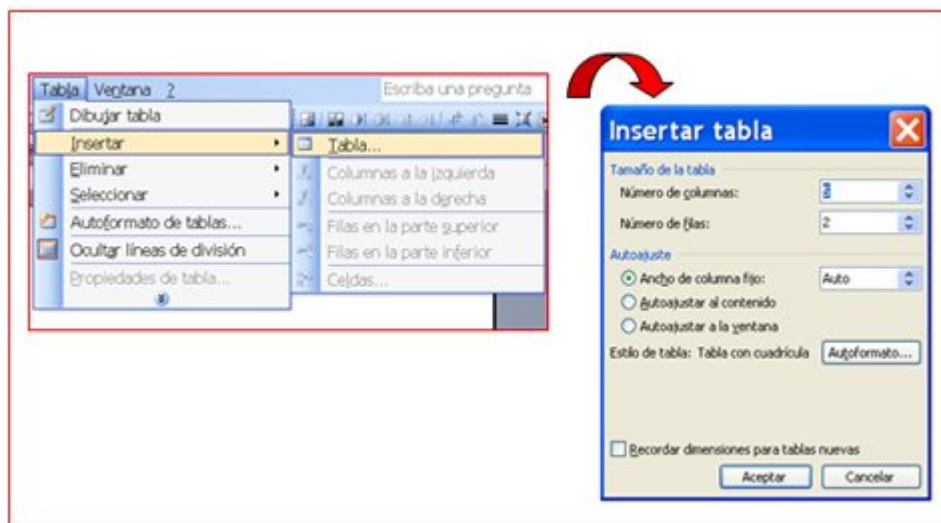 Tabla Ventana ? Escriba una pregunta
Dibujar tabla
Insertar
Eliminar
Seleccionar
Autoformato de tablas...
Ocultar líneas de división
Propiedades de tabla...
Tabla...
Columnas a la izquierda
Columnas a la derecha
Filas en la parte superior
Filas en la parte inferior
Celdas...
Insertar tabla
Tamaño de la tabla
Número de columnas:
Número de filas: 2
Autoajuste
Ancho de columna fijo: Auto
Autoajustar al contenido
Autoajustar a la ventana
Estilo de tabla: Tabla con cuadrícula Autoformato...
Recordar dimensiones para tablas nuevas
Aceptar Cancelar